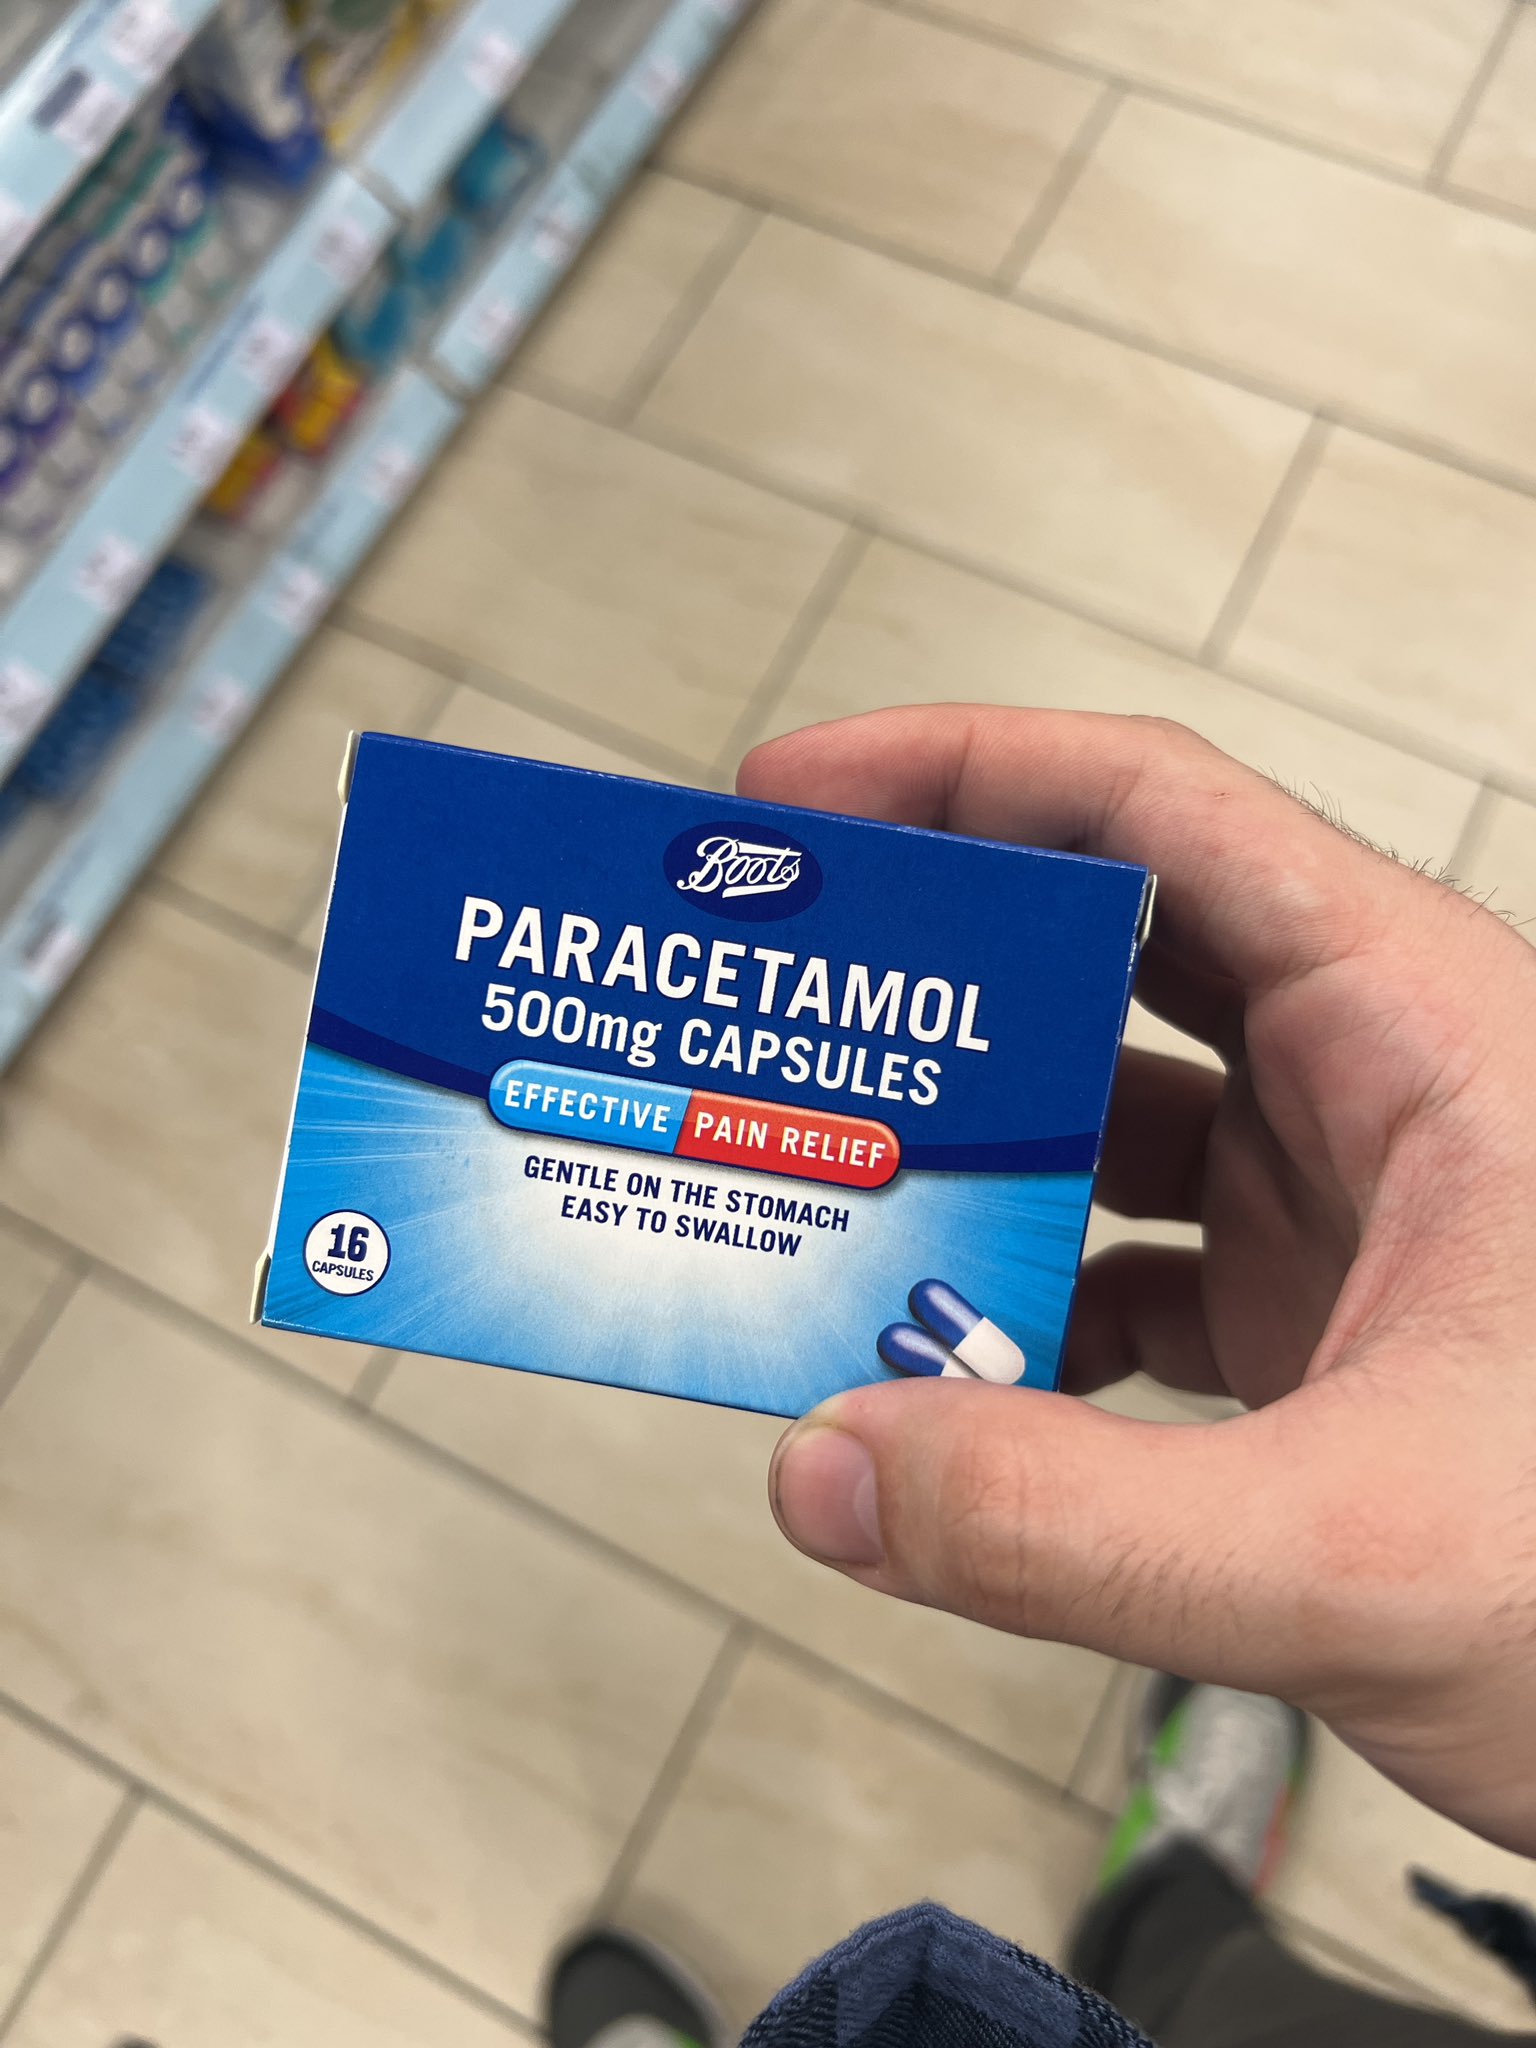 Boots
PARACETAMOL
500mg CAPSULES
EFFECTIVE PAIN RELIEF
GENTLE ON THE STOMACH
EASY TO SWALLOW
16
CAPSULES